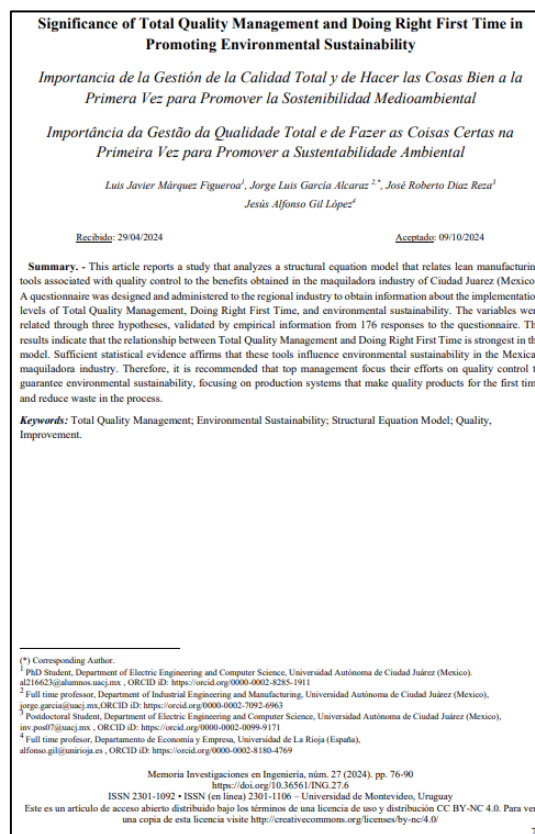 Significance of Total Quality Management and Doing Right First Time in
Promoting Environmental Sustainability
Importancia de la Gestión de la Calidad Total y de Hacer las Cosas Bien a la
Primera Vez para Promover la Sostenibilidad Medioambiental
Importância da Gestão da Qualidade Total e de Fazer as Coisas Certas na
Primeira Vez para Promover a Sustentabilidade Ambiental
Luis Javier Márquez Figueroa1, Jorge Luis García Alcaraz 2,*, José Roberto Díaz Reza3
Jesús Alfonso Gil López4
Recibido: 29/04/2024 Aceptado: 09/10/2024
Summary. - This article reports a study that analyzes a structural equation model that relates lean manufacturin
tools associated with quality control to the benefits obtained in the maquiladora industry of Ciudad Juarez (Mexico
A questionnaire was designed and administered to the regional industry to obtain information about the implementatio
levels of Total Quality Management, Doing Right First Time, and environmental sustainability. The variables wer
related through three hypotheses, validated by empirical information from 176 responses to the questionnaire. Th
results indicate that the relationship between Total Quality Management and Doing Right First Time is strongest in th
model. Sufficient statistical evidence affirms that these tools influence environmental sustainability in the Mexica
maquiladora industry. Therefore, it is recommended that top management focus their efforts on quality control t
guarantee environmental sustainability, focusing on production systems that make quality products for the first tim
and reduce waste in the process.
Keywords: Total Quality Management; Environmental Sustainability; Structural Equation Model; Quality,
Improvement.
(*) Corresponding Author.
1 PhD Student, Department of Electric Engineering and Computer Science, Universidad Autónoma de Ciudad Juárez (Mexico).
al216623@alumnos.uacj.mx , ORCID iD: https://orcid.org/0000-0002-8285-1911
2 Full time professor, Department of Industrial Engineering and Manufacturing, Universidad Autónoma de Ciudad Juárez (Mexico),
jorge.garcia@uacj.mx,ORCID iD: https://orcid.org/0000-0002-7092-6963
3 Postdoctoral Student, Department of Electric Engineering and Computer Science, Universidad Autónoma de Ciudad Juárez (Mexico),
inv.pos07@uacj.mx , ORCID iD: https://orcid.org/0000-0002-0099-9171
4 Full time profesor, Departamento de Economía y Empresa, Universidad de La Rioja (España),
alfonso.gil@unirioja.es , ORCID iD: https://orcid.org/0000-0002-8180-4769
Memoria Investigaciones en Ingeniería, núm. 27 (2024). pp. 76-90
https://doi.org/10.36561/ING.27.6
ISSN 2301-1092 • ISSN (en línea) 2301-1106 – Universidad de Montevideo, Uruguay
Este es un artículo de acceso abierto distribuido bajo los términos de una licencia de uso y distribución CC BY-NC 4.0. Para ver
una copia de esta licencia visite http://creativecommons.org/licenses/by-nc/4.0/